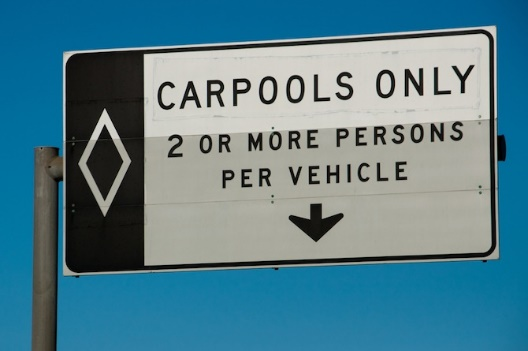 CARPOOLS ONLY
2 OR MORE PERSONS
PER VEHICLE